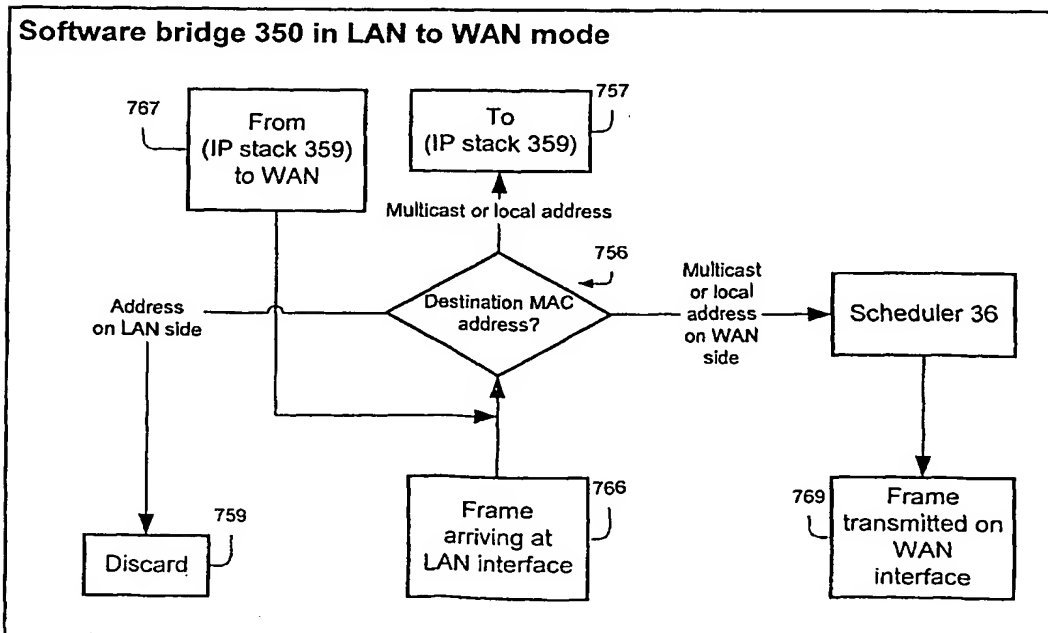 Software bridge 350 in LAN to WAN mode
767
From
(IP stack 359)
to WAN
757
To
(IP stack 359)
Multicast or local address
756
Destination MAC
address?
Address
on LAN side
Multicast
or local
address
on WAN
side
Scheduler 36
759
Discard
766
Frame
arriving at
LAN interface
769
Frame
transmitted on
WAN
interface